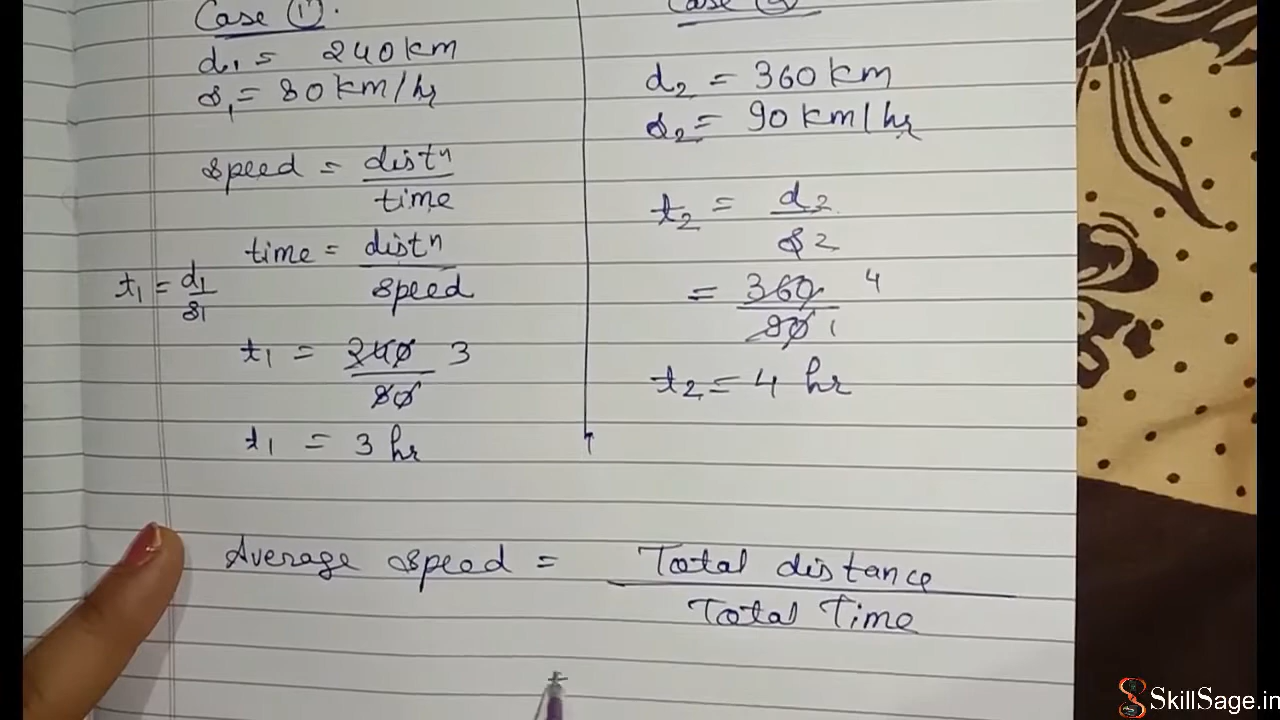 Case ①.
d1 = 240 km
s1 = 80 km/hr
speed = distn
time
time = distn
speed
t1 = d1
s1
t1 = 240 3
80
t1 = 3 hr
Case
d2 = 360 km
s2 = 90 km/hr
t2 = d2
s2
= 360 4
90 1
t2 = 4 hr
Average speed = Total distance
Total Time
SkillSage.in